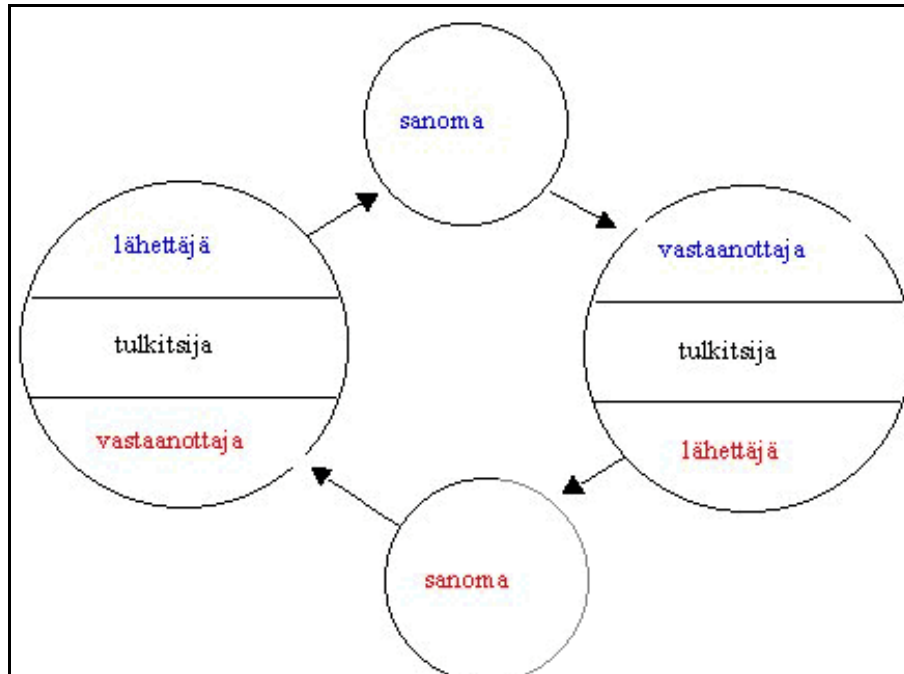 sanoma
lähettäjä
vastaanottaja
tulkitsija
tulkitsija
vastaanottaja
lähettäjä
sanoma